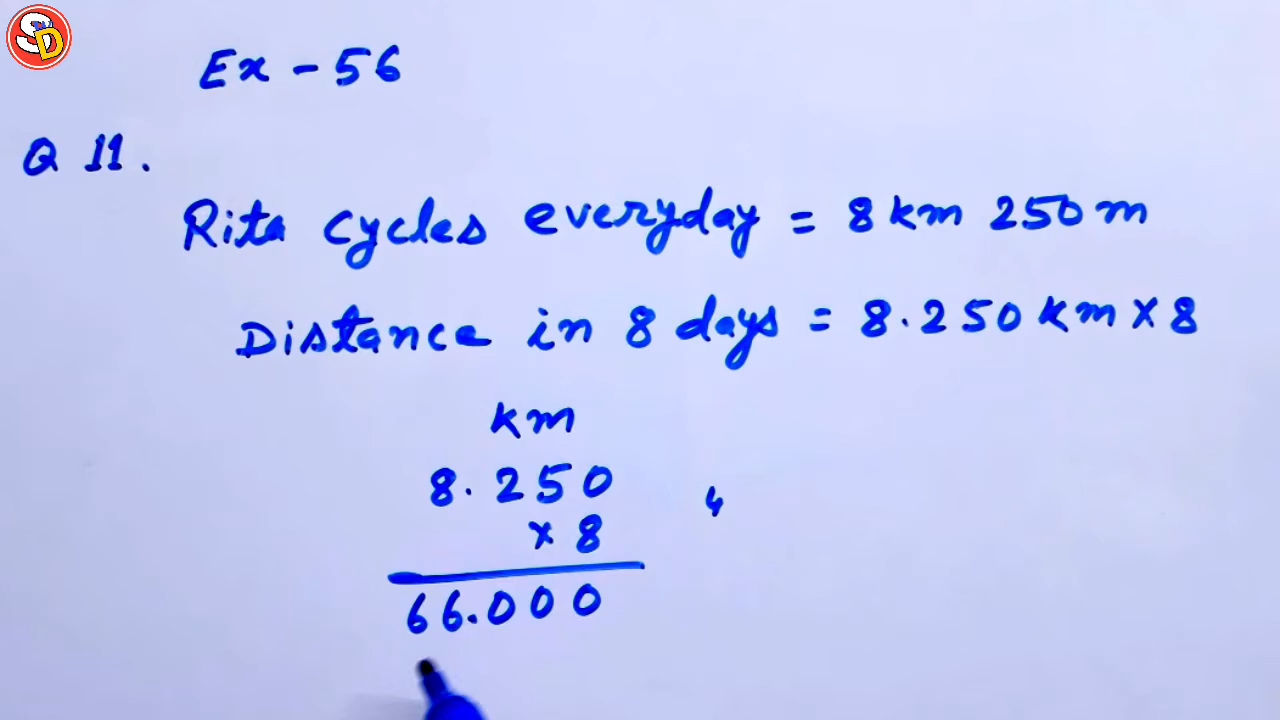 SD
Ex - 56
Q 11.
Rita cycles everyday = 8 km 250 m
Distance in 8 days = 8.250 km × 8
km
8.250 4
× 8
66.000